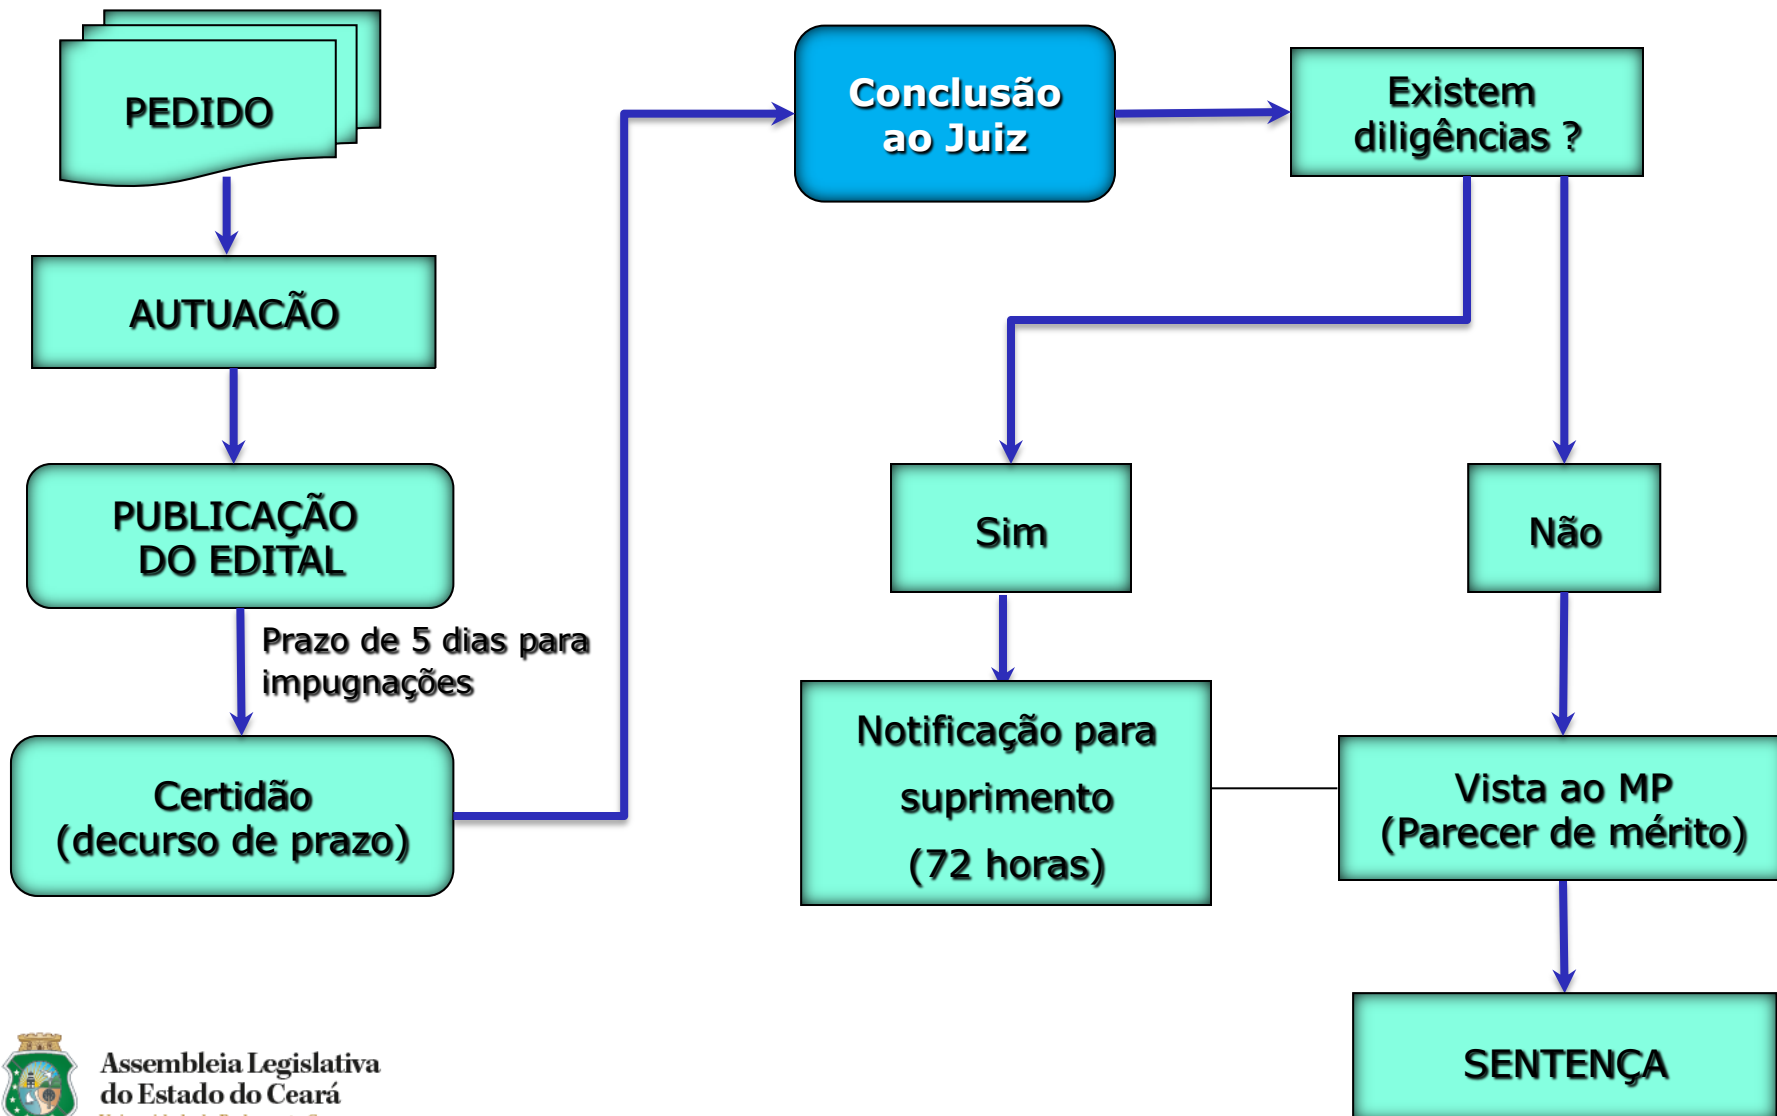 PEDIDO
AUTUACÃO
PUBLICAÇÃO
DO EDITAL
Prazo de 5 dias para
impugnações
Certidão
(decurso de prazo)
Conclusão
ao Juiz
Existem
diligências ?
Sim
Não
Notificação para
suprimento
(72 horas)
Vista ao MP
(Parecer de mérito)
SENTENÇA
Assembleia Legislativa
do Estado do Ceará